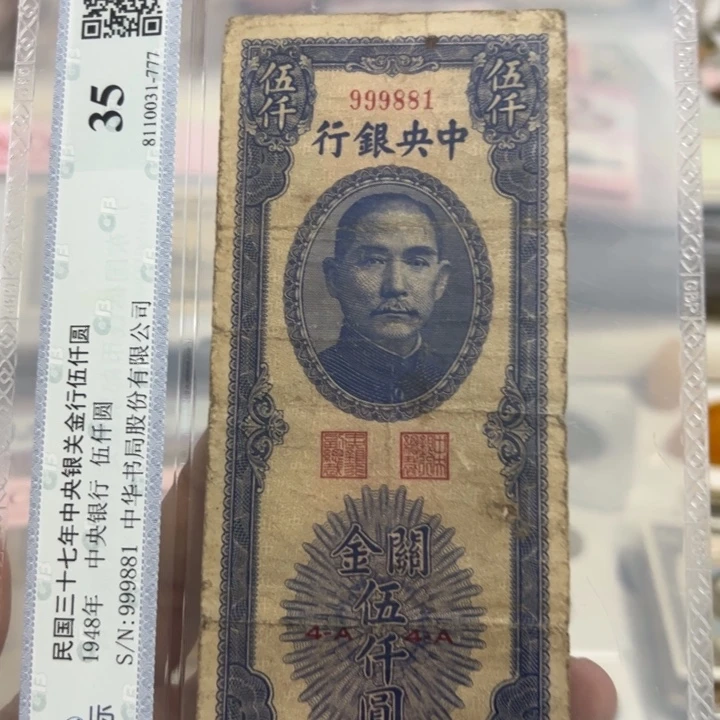 民国三十七年中央银关金行伍仟圆
1948年 中央银行 伍仟圆
S/N:999881 中华书局股份有限公司
35
8110031-777
伍仟
伍仟
999881
行銀央中
金關
伍仟圓
4-A 4-A